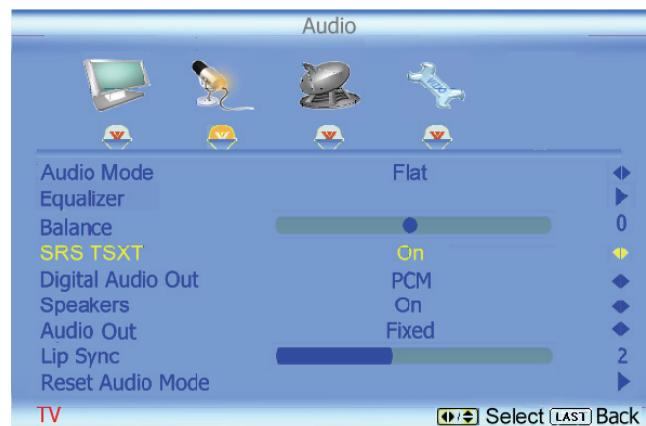 Audio
Audio Mode Flat
Equalizer
Balance 0
SRS TSXT On
Digital Audio Out PCM
Speakers On
Audio Out Fixed
Lip Sync 2
Reset Audio Mode
TV Select LAST Back